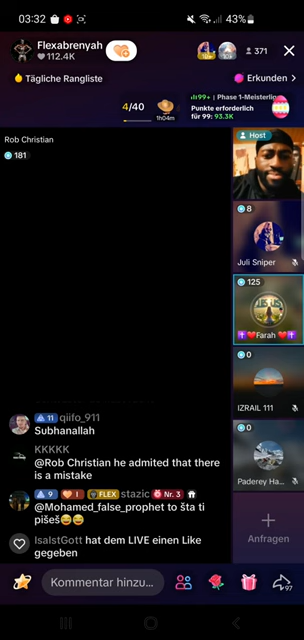 03:32
43%
Flexabrenyah
112.4K
371
Tägliche Rangliste
Erkunden >
4/40
1h04m
99+ | Phase 1-Meisterlin
Punkte erforderlich
für 99: 93.3K
Rob Christian
181
Host
8
Juli Sniper
125
Farah
0
IZRAIL 111
0
Paderey Ha...
Anfragen
11 qiifo_911
Subhanallah
KKKKK
@Rob Christian he admited that there
is a mistake
9 I FLEX stazic Nr. 3
@Mohamed_false_prophet to šta ti
pišeš😂😂
IsaIstGott hat dem LIVE einen Like
gegeben
Kommentar hinzu...
97